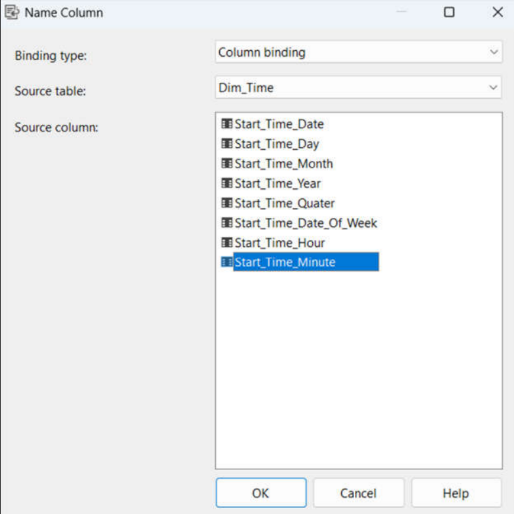 Name Column
Binding type: Column binding
Source table: Dim_Time
Source column:
Start_Time_Date
Start_Time_Day
Start_Time_Month
Start_Time_Year
Start_Time_Quater
Start_Time_Date_Of_Week
Start_Time_Hour
Start_Time_Minute
OK Cancel Help